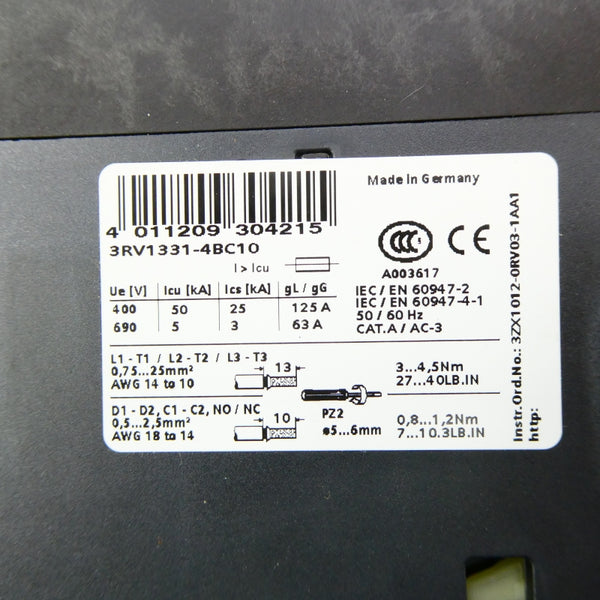 Made in Germany
4 011209 304215
3RV1331-4BC10
I > Icu
CCC CE
A003617
Ue [V] Icu [kA] Ics [kA] gL / gG
400 50 25 125 A
690 5 3 63 A
IEC / EN 60947-2
IEC / EN 60947-4-1
50 / 60 Hz
CAT.A / AC-3
L1 - T1 / L2 - T2 / L3 - T3
0,75...25mm²
AWG 14 to 10
13
3...4,5Nm
27...40LB.IN
D1 - D2, C1 - C2, NO / NC
0,5...2,5mm²
AWG 18 to 14
10
PZ2
ø5...6mm
0,8...1,2Nm
7...10.3LB.IN
Instr.Ord.No.: 3ZX1012-0RV03-1AA1
http: